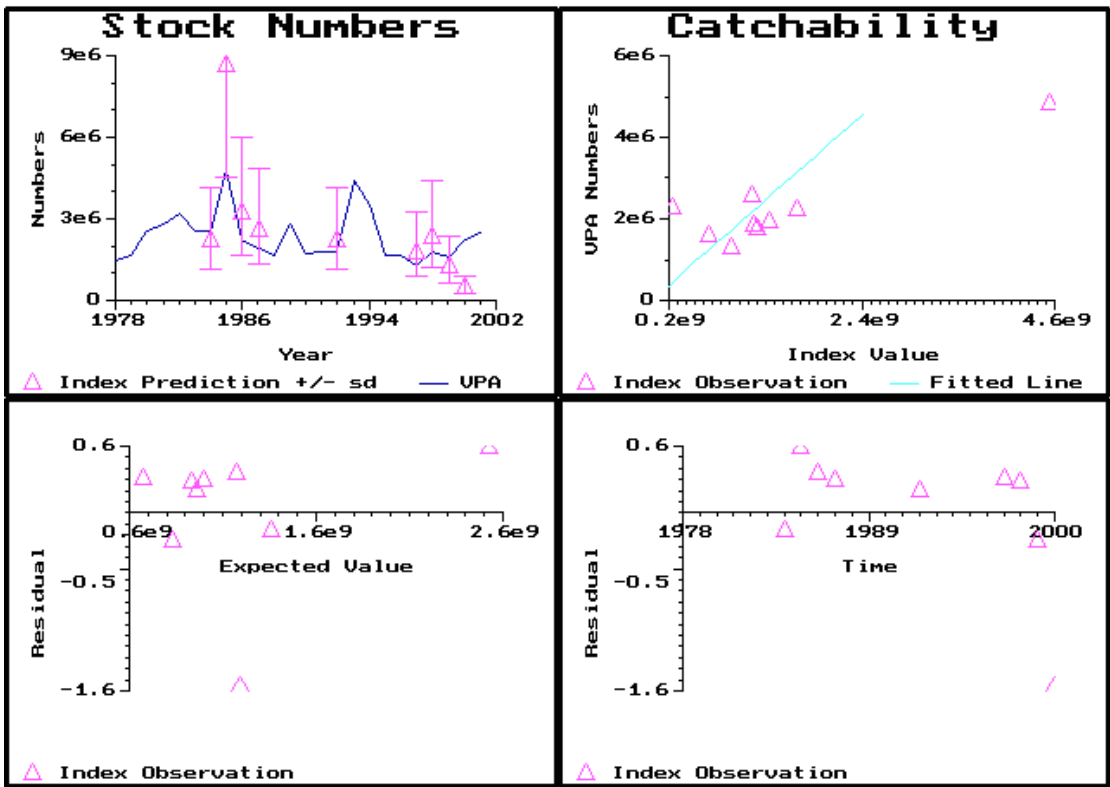 Stock Numbers
9e6
6e6
3e6
0
Numbers
1978 1986 1994 2002
Year
Index Prediction +/- sd VPA
Catchability
6e6
4e6
2e6
0
VPA Numbers
0.2e9 2.4e9 4.6e9
Index Value
Index Observation Fitted Line
0.6
0.6e9 1.6e9 2.6e9
Expected Value
-0.5
Residual
-1.6
Index Observation
0.6
1978 1989 2000
Time
-0.5
Residual
-1.6
Index Observation